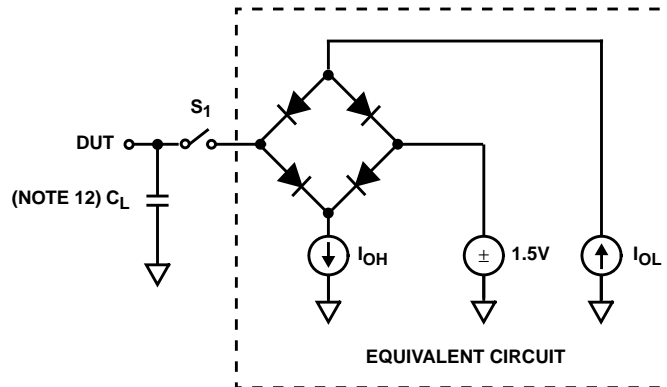 S1
DUT
(NOTE 12) CL
IOH
± 1.5V
IOL
EQUIVALENT CIRCUIT